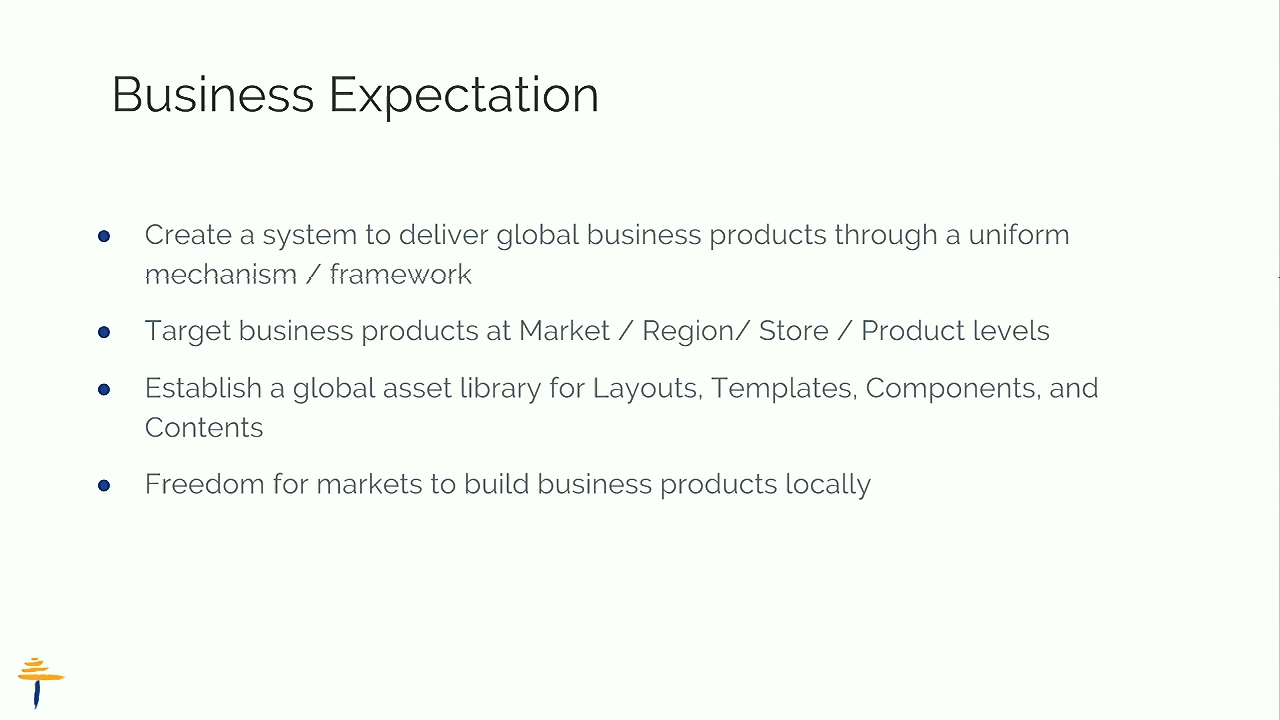 Business Expectation
Create a system to deliver global business products through a uniform
mechanism / framework
Target business products at Market / Region/ Store / Product levels
Establish a global asset library for Layouts, Templates, Components, and
Contents
Freedom for markets to build business products locally